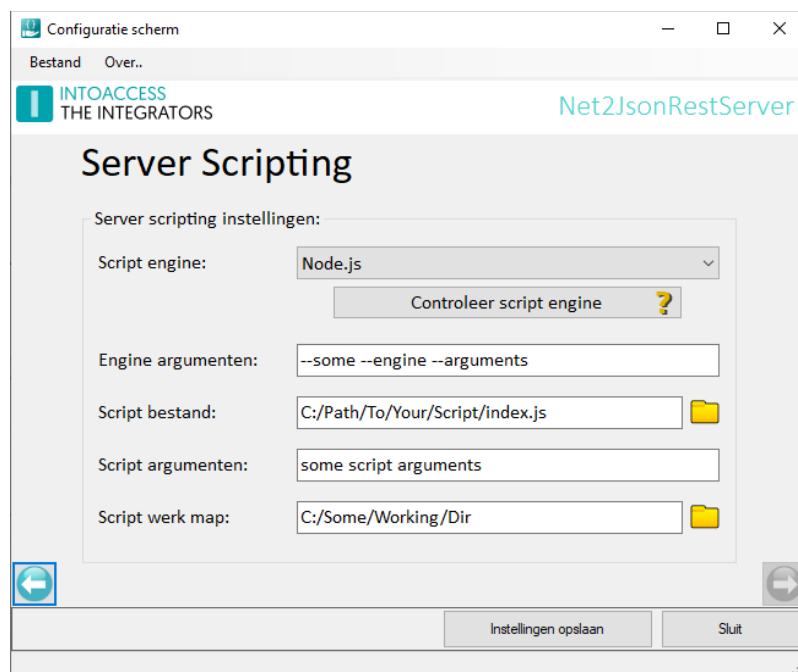 Configuratie scherm
Bestand Over..
INTOACCESS
THE INTEGRATORS
Net2JsonRestServer
Server Scripting
Server scripting instellingen:
Script engine: Node.js
Controleer script engine ?
Engine argumenten: --some --engine --arguments
Script bestand: C:/Path/To/Your/Script/index.js
Script argumenten: some script arguments
Script werk map: C:/Some/Working/Dir
Instellingen opslaan Sluit